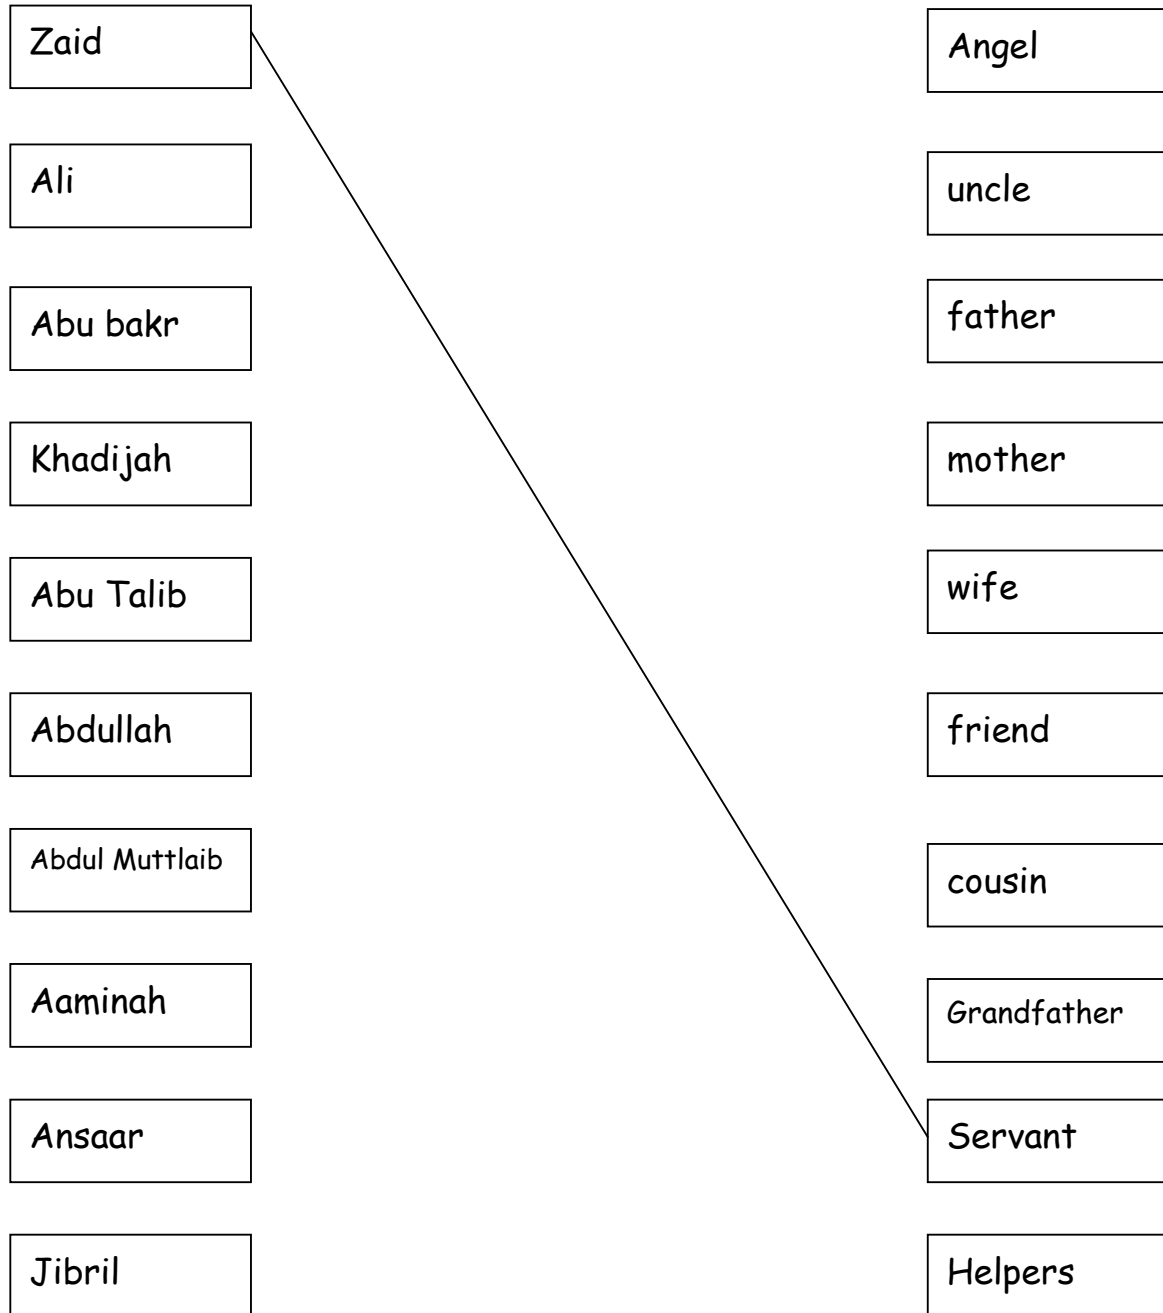 Zaid
Angel
Ali
uncle
Abu bakr
father
Khadijah
mother
Abu Talib
wife
Abdullah
friend
Abdul Muttlaib
cousin
Aaminah
Grandfather
Ansaar
Servant
Jibril
Helpers